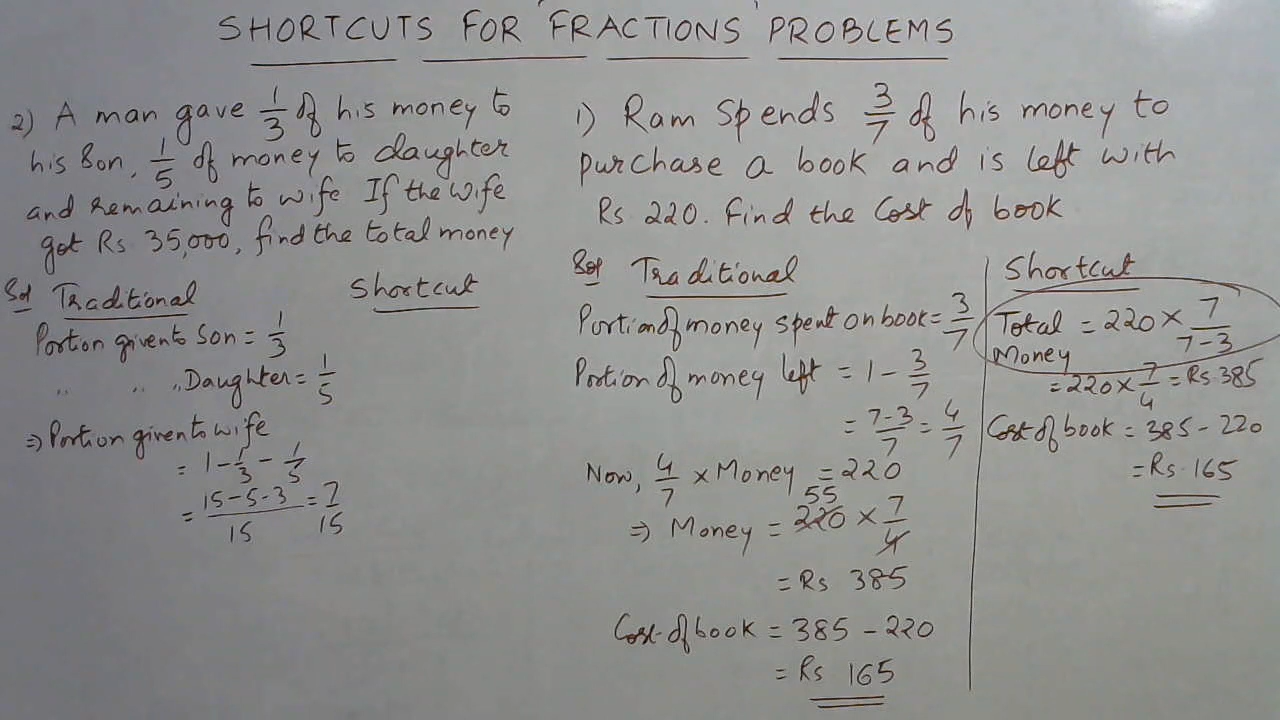 SHORTCUTS FOR 'FRACTIONS' PROBLEMS
2) A man gave 1/3 of his money to
his Son, 1/5 of money to daughter
and remaining to wife If the wife
got Rs 35,000, find the total money
Sol Traditional
Shortcut
Portion given to Son = 1/3
" " " Daughter = 1/5
⇒ Portion given to wife
= 1 - 1/3 - 1/5
= (15-5-3)/15 = 7/15
1) Ram Spends 3/7 of his money to
purchase a book and is left with
Rs 220. Find the Cost of book
Sol Traditional
Portion of money spent on book = 3/7
Portion of money left = 1 - 3/7
= (7-3)/7 = 4/7
Now, 4/7 × Money = 220
55
⇒ Money = 220 × 7/4
= Rs 385
Cost of book = 385 - 220
= Rs 165
Shortcut
Total = 220 × 7/(7-3)
Money
= 220 × 7/4 = Rs 385
Cost of book = 385 - 220
= Rs. 165